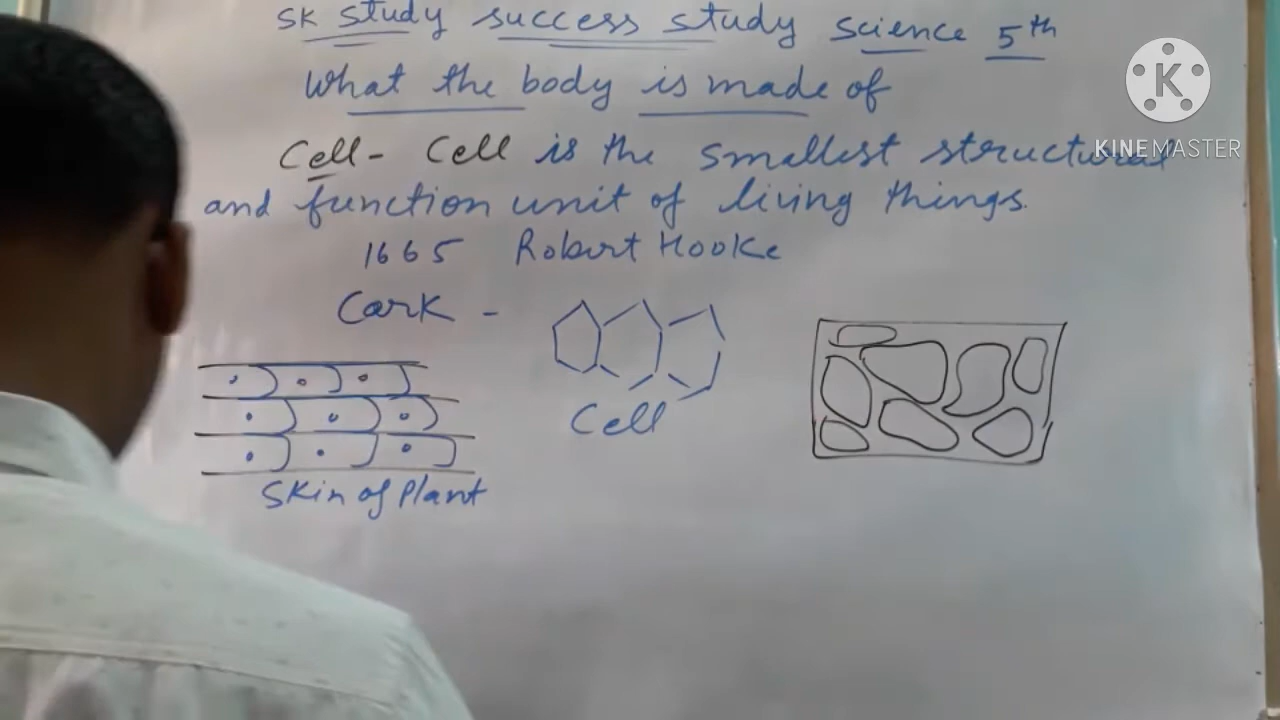 SK study success study science 5th
What the body is made of
Cell - Cell is the smallest structural
and function unit of living things.
1665 Robert Hooke
Cark -
Cell
Skin of Plant
K
KINEMASTER